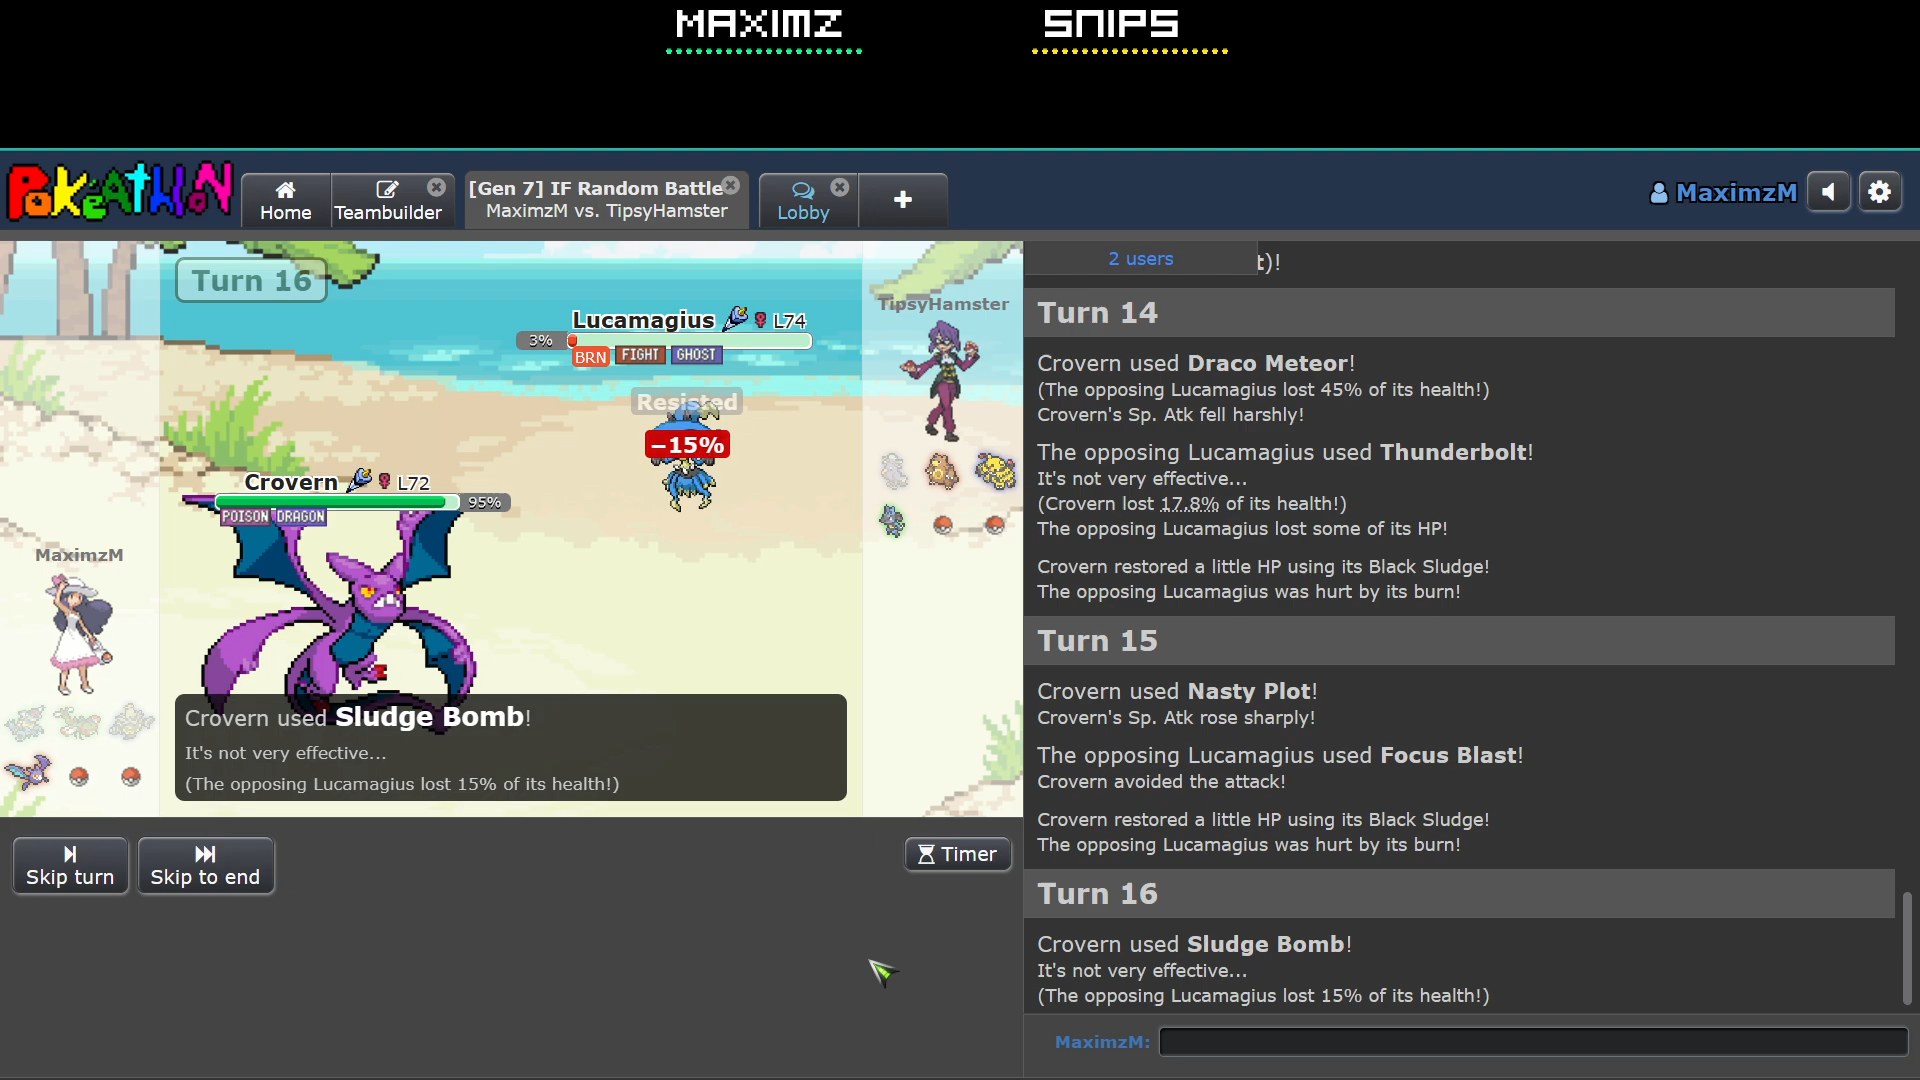 MAXIMZ
SNIPS
POKéATHLON
Home
Teambuilder
[Gen 7] IF Random Battle
MaximzM vs. TipsyHamster
Lobby
MaximzM
Turn 16
TipsyHamster
Lucamagius L74
3%
BRN FIGHT GHOST
Resisted
−15%
Crovern L72
95%
POISON DRAGON
MaximzM
Crovern used Sludge Bomb!
It's not very effective...
(The opposing Lucamagius lost 15% of its health!)
Skip turn
Skip to end
Timer
2 users
t)!
Turn 14
Crovern used Draco Meteor!
(The opposing Lucamagius lost 45% of its health!)
Crovern's Sp. Atk fell harshly!
The opposing Lucamagius used Thunderbolt!
It's not very effective...
(Crovern lost 17.8% of its health!)
The opposing Lucamagius lost some of its HP!
Crovern restored a little HP using its Black Sludge!
The opposing Lucamagius was hurt by its burn!
Turn 15
Crovern used Nasty Plot!
Crovern's Sp. Atk rose sharply!
The opposing Lucamagius used Focus Blast!
Crovern avoided the attack!
Crovern restored a little HP using its Black Sludge!
The opposing Lucamagius was hurt by its burn!
Turn 16
Crovern used Sludge Bomb!
It's not very effective...
(The opposing Lucamagius lost 15% of its health!)
MaximzM: